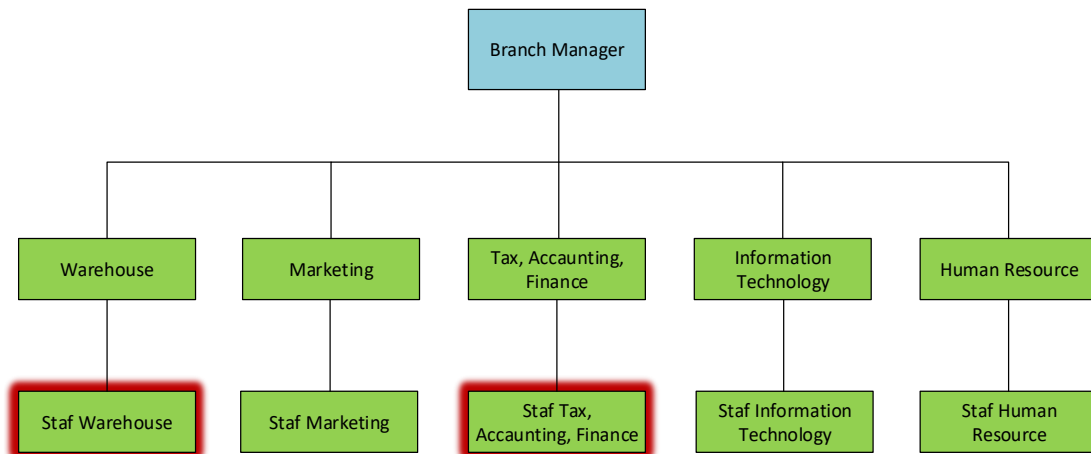 Branch Manager
Warehouse
Marketing
Tax, Accaunting,
Finance
Information
Technology
Human Resource
Staf Warehouse
Staf Marketing
Staf Tax,
Accaunting, Finance
Staf Information
Technology
Staf Human
Resource